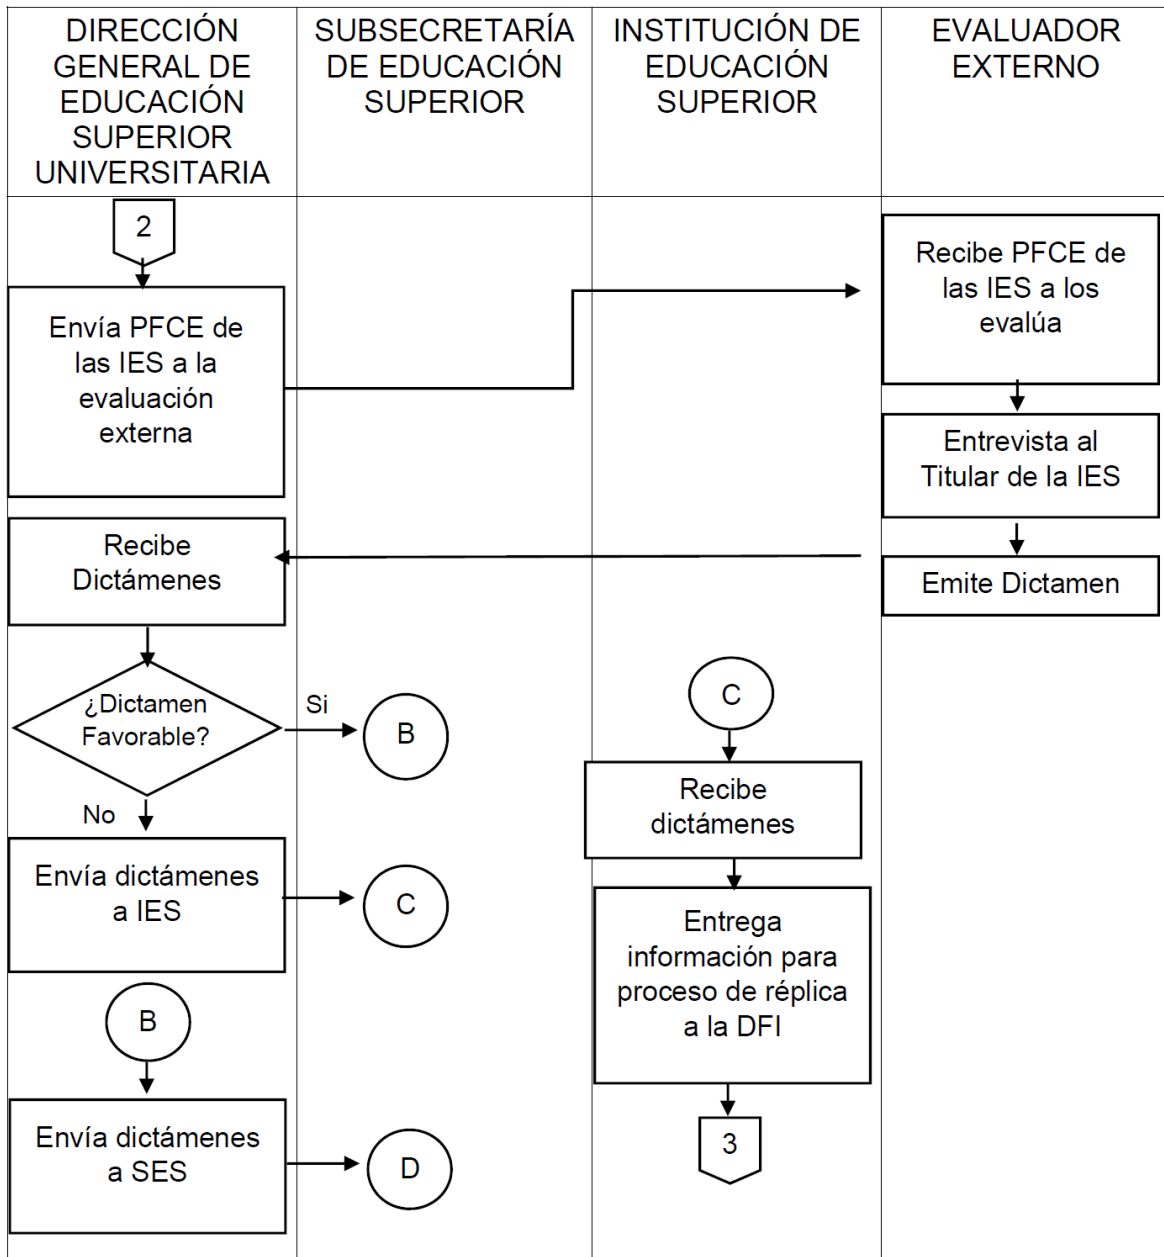 DIRECCIÓN
GENERAL DE
EDUCACIÓN
SUPERIOR
UNIVERSITARIA
SUBSECRETARÍA
DE EDUCACIÓN
SUPERIOR
INSTITUCIÓN DE
EDUCACIÓN
SUPERIOR
EVALUADOR
EXTERNO
2
Envía PFCE de
las IES a la
evaluación
externa
Recibe PFCE de
las IES a los
evalúa
Entrevista al
Titular de la IES
Emite Dictamen
Recibe
Dictámenes
¿Dictamen
Favorable?
Si
B
No
Envía dictámenes
a IES
C
B
Envía dictámenes
a SES
D
C
Recibe
dictámenes
Entrega
información para
proceso de réplica
a la DFI
3